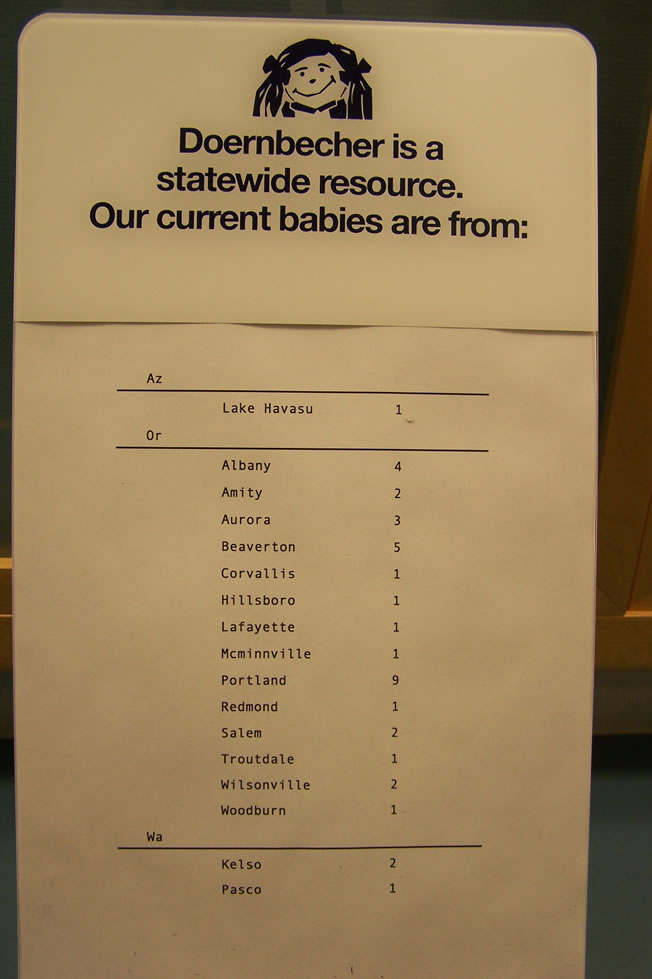 Doernbecher is a
statewide resource.
Our current babies are from:
Az
Lake Havasu 1
Or
Albany 4
Amity 2
Aurora 3
Beaverton 5
Corvallis 1
Hillsboro 1
Lafayette 1
Mcminnville 1
Portland 9
Redmond 1
Salem 2
Troutdale 1
Wilsonville 2
Woodburn 1
Wa
Kelso 2
Pasco 1